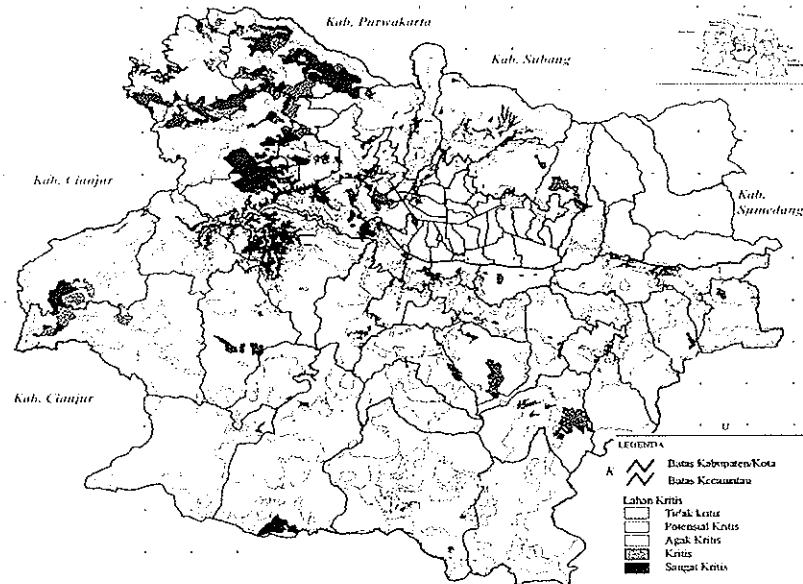 Kab. Purwakarta
Kab. Subang
Kab. Cianjur
Kab.
Sumedang
Kab. Cianjur
U
LEGENDA
K
Batas Kabupaten/Kota
Batas Kecamatan
Lahan Kritis
Tidak kritis
Potensial Kritis
Agak Kritis
Kritis
Sangat Kritis